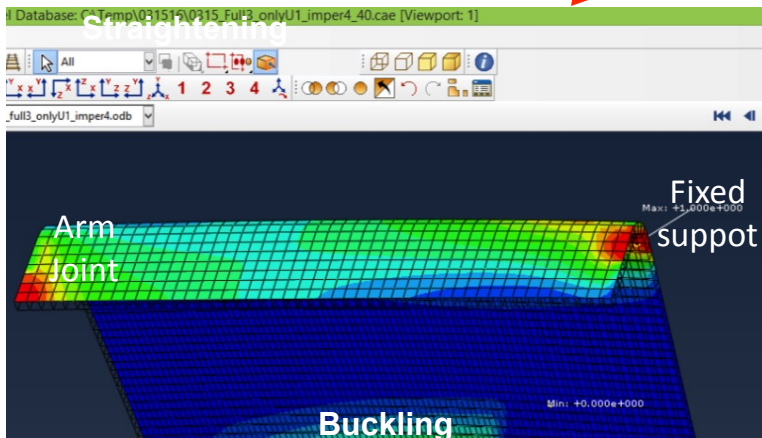 el Database: C:\Temp\031516\0315_Full3_onlyU1_imper4_40.cae [Viewport: 1]
Straightening
All
1 2 3 4
_full3_onlyU1_imper4.odb
Max: +1.000e+000
Fixed
suppot
Arm
Joint
Min: +0.000e+000
Buckling